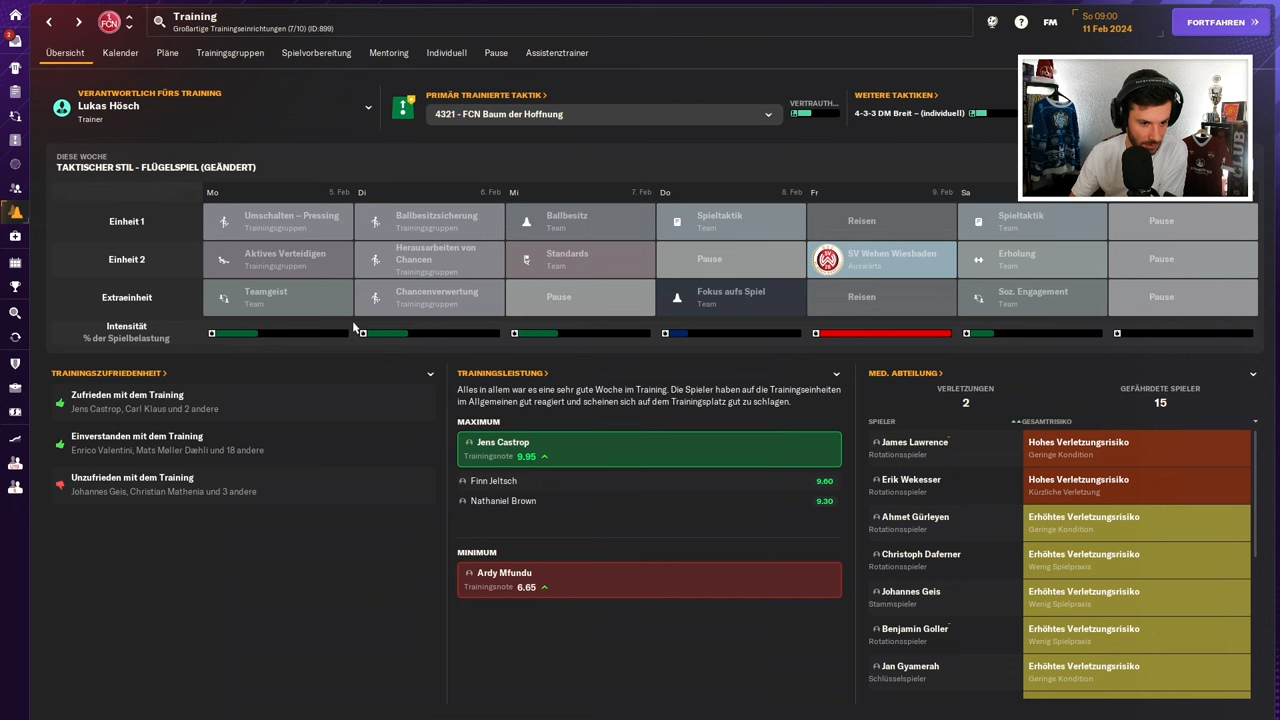 Training
Großartige Trainingseinrichtungen (7/10) (ID:899)
So 09:00
11 Feb 2024
FM
FORTFAHREN
2
Übersicht
Kalender
Pläne
Trainingsgruppen
Spielvorbereitung
Mentoring
Individuell
Pause
Assistenztrainer
VERANTWORTLICH FÜRS TRAINING
Lukas Hösch
Trainer
PRIMÄR TRAINIERTE TAKTIK
4321 - FCN Baum der Hoffnung
VERTRAUTH...
WEITERE TAKTIKEN
4-3-3 DM Breit – (individuell)
CLUB
DIESE WOCHE
TAKTISCHER STIL - FLÜGELSPIEL (GEÄNDERT)
Mo 5. Feb Di 6. Feb Mi 7. Feb Do 8. Feb Fr 9. Feb Sa
Einheit 1
Umschalten – Pressing
Trainingsgruppen
Ballbesitzsicherung
Trainingsgruppen
Ballbesitz
Team
Spieltaktik
Team
Reisen
Spieltaktik
Team
Pause
Einheit 2
Aktives Verteidigen
Trainingsgruppen
Herausarbeiten von
Chancen
Trainingsgruppen
Standards
Team
Pause
SV Wehen Wiesbaden
Auswärts
Erholung
Team
Pause
Extraeinheit
Teamgeist
Team
Chancenverwertung
Trainingsgruppen
Pause
Fokus aufs Spiel
Team
Reisen
Soz. Engagement
Team
Pause
Intensität
% der Spielbelastung
TRAININGSZUFRIEDENHEIT
Zufrieden mit dem Training
Jens Castrop, Carl Klaus und 2 andere
Einverstanden mit dem Training
Enrico Valentini, Mats Møller Dæhli und 18 andere
Unzufrieden mit dem Training
Johannes Geis, Christian Mathenia und 3 andere
TRAININGSLEISTUNG
Alles in allem war es eine sehr gute Woche im Training. Die Spieler haben auf die Trainingseinheiten
im Allgemeinen gut reagiert und scheinen sich auf dem Trainingsplatz gut zu schlagen.
MAXIMUM
Jens Castrop
Trainingsnote 9.95
Finn Jeltsch 9.60
Nathaniel Brown 9.30
MINIMUM
Ardy Mfundu
Trainingsnote 6.65
MED. ABTEILUNG
VERLETZUNGEN
2
GEFÄHRDETE SPIELER
15
SPIELER GESAMTRISIKO
James Lawrence
Rotationsspieler
Hohes Verletzungsrisiko
Geringe Kondition
Erik Wekesser
Rotationsspieler
Hohes Verletzungsrisiko
Kürzliche Verletzung
Ahmet Gürleyen
Rotationsspieler
Erhöhtes Verletzungsrisiko
Geringe Kondition
Christoph Daferner
Rotationsspieler
Erhöhtes Verletzungsrisiko
Wenig Spielpraxis
Johannes Geis
Stammspieler
Erhöhtes Verletzungsrisiko
Wenig Spielpraxis
Benjamin Goller
Rotationsspieler
Erhöhtes Verletzungsrisiko
Wenig Spielpraxis
Jan Gyamerah
Schlüsselspieler
Erhöhtes Verletzungsrisiko
Geringe Kondition